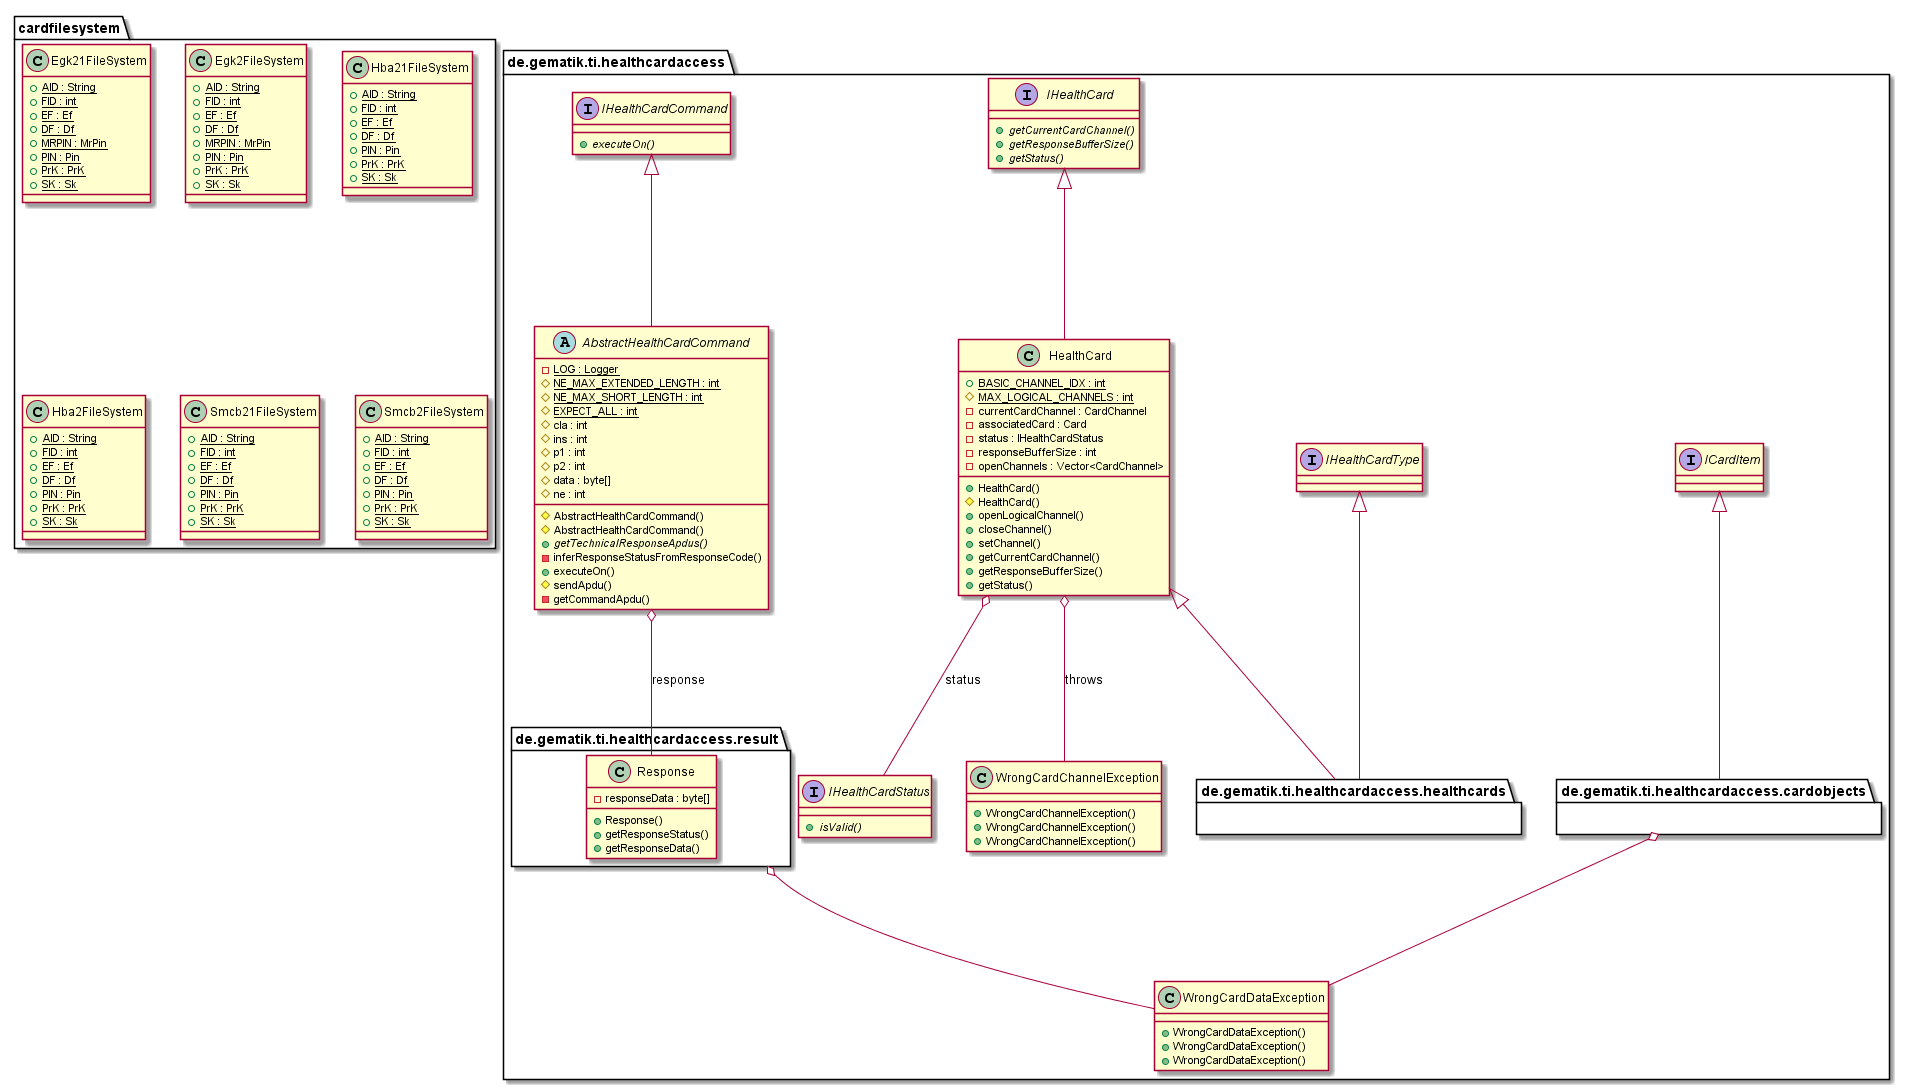 cardfilesystem
Egk21FileSystem
AID : String
FID : int
EF : Ef
DF : Df
MRPIN : MrPin
PIN : Pin
PrK : PrK
SK : Sk
Egk2FileSystem
AID : String
FID : int
EF : Ef
DF : Df
MRPIN : MrPin
PIN : Pin
PrK : PrK
SK : Sk
Hba21FileSystem
AID : String
FID : int
EF : Ef
DF : Df
PIN : Pin
PrK : PrK
SK : Sk
Hba2FileSystem
AID : String
FID : int
EF : Ef
DF : Df
PIN : Pin
PrK : PrK
SK : Sk
Smcb21FileSystem
AID : String
FID : int
EF : Ef
DF : Df
PIN : Pin
PrK : PrK
SK : Sk
Smcb2FileSystem
AID : String
FID : int
EF : Ef
DF : Df
PIN : Pin
PrK : PrK
SK : Sk
de.gematik.ti.healthcardaccess
IHealthCardCommand
executeOn()
IHealthCard
getCurrentCardChannel()
getResponseBufferSize()
getStatus()
AbstractHealthCardCommand
LOG : Logger
NE_MAX_EXTENDED_LENGTH : int
NE_MAX_SHORT_LENGTH : int
EXPECT_ALL : int
cla : int
ins : int
p1 : int
p2 : int
data : byte[]
ne : int
AbstractHealthCardCommand()
AbstractHealthCardCommand()
getTechnicalResponseApdus()
inferResponseStatusFromResponseCode()
executeOn()
sendApdu()
getCommandApdu()
HealthCard
BASIC_CHANNEL_IDX : int
MAX_LOGICAL_CHANNELS : int
currentCardChannel : CardChannel
associatedCard : Card
status : IHealthCardStatus
responseBufferSize : int
openChannels : Vector<CardChannel>
HealthCard()
HealthCard()
openLogicalChannel()
closeChannel()
setChannel()
getCurrentCardChannel()
getResponseBufferSize()
getStatus()
IHealthCardType
ICardItem
response
status
throws
de.gematik.ti.healthcardaccess.result
Response
responseData : byte[]
Response()
getResponseStatus()
getResponseData()
IHealthCardStatus
isValid()
WrongCardChannelException
WrongCardChannelException()
WrongCardChannelException()
WrongCardChannelException()
de.gematik.ti.healthcardaccess.healthcards
de.gematik.ti.healthcardaccess.cardobjects
WrongCardDataException
WrongCardDataException()
WrongCardDataException()
WrongCardDataException()